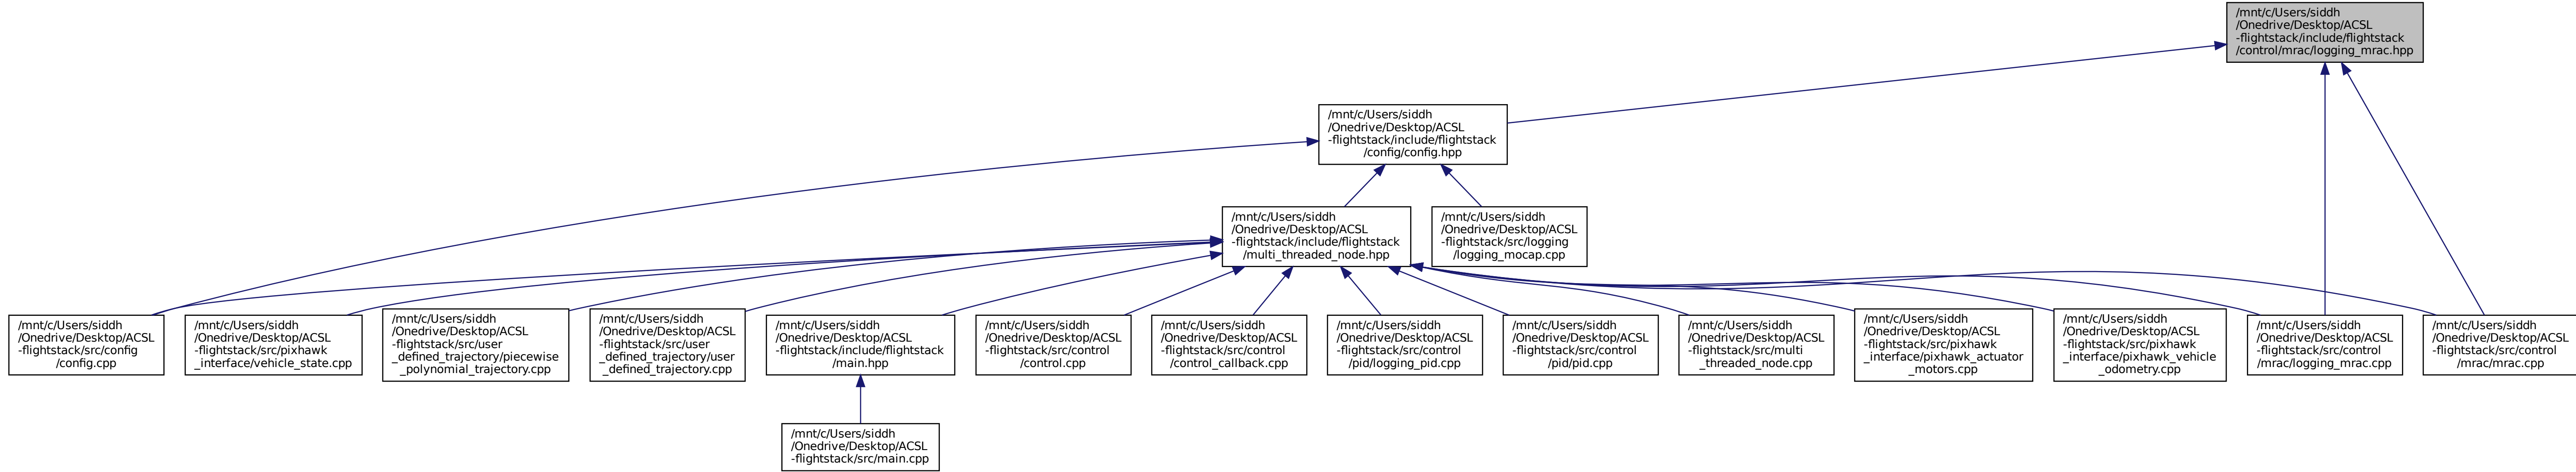 /mnt/c/Users/siddh
/Onedrive/Desktop/ACSL
-flightstack/include/flightstack
/control/mrac/logging_mrac.hpp
/mnt/c/Users/siddh
/Onedrive/Desktop/ACSL
-flightstack/include/flightstack
/config/config.hpp
/mnt/c/Users/siddh
/Onedrive/Desktop/ACSL
-flightstack/include/flightstack
/multi_threaded_node.hpp
/mnt/c/Users/siddh
/Onedrive/Desktop/ACSL
-flightstack/src/logging
/logging_mocap.cpp
/mnt/c/Users/siddh
/Onedrive/Desktop/ACSL
-flightstack/src/config
/config.cpp
/mnt/c/Users/siddh
/Onedrive/Desktop/ACSL
-flightstack/src/pixhawk
_interface/vehicle_state.cpp
/mnt/c/Users/siddh
/Onedrive/Desktop/ACSL
-flightstack/src/user
_defined_trajectory/piecewise
_polynomial_trajectory.cpp
/mnt/c/Users/siddh
/Onedrive/Desktop/ACSL
-flightstack/src/user
_defined_trajectory/user
_defined_trajectory.cpp
/mnt/c/Users/siddh
/Onedrive/Desktop/ACSL
-flightstack/include/flightstack
/main.hpp
/mnt/c/Users/siddh
/Onedrive/Desktop/ACSL
-flightstack/src/control
/control.cpp
/mnt/c/Users/siddh
/Onedrive/Desktop/ACSL
-flightstack/src/control
/control_callback.cpp
/mnt/c/Users/siddh
/Onedrive/Desktop/ACSL
-flightstack/src/control
/pid/logging_pid.cpp
/mnt/c/Users/siddh
/Onedrive/Desktop/ACSL
-flightstack/src/control
/pid/pid.cpp
/mnt/c/Users/siddh
/Onedrive/Desktop/ACSL
-flightstack/src/multi
_threaded_node.cpp
/mnt/c/Users/siddh
/Onedrive/Desktop/ACSL
-flightstack/src/pixhawk
_interface/pixhawk_actuator
_motors.cpp
/mnt/c/Users/siddh
/Onedrive/Desktop/ACSL
-flightstack/src/pixhawk
_interface/pixhawk_vehicle
_odometry.cpp
/mnt/c/Users/siddh
/Onedrive/Desktop/ACSL
-flightstack/src/control
/mrac/logging_mrac.cpp
/mnt/c/Users/siddh
/Onedrive/Desktop/ACSL
-flightstack/src/control
/mrac/mrac.cpp
/mnt/c/Users/siddh
/Onedrive/Desktop/ACSL
-flightstack/src/main.cpp